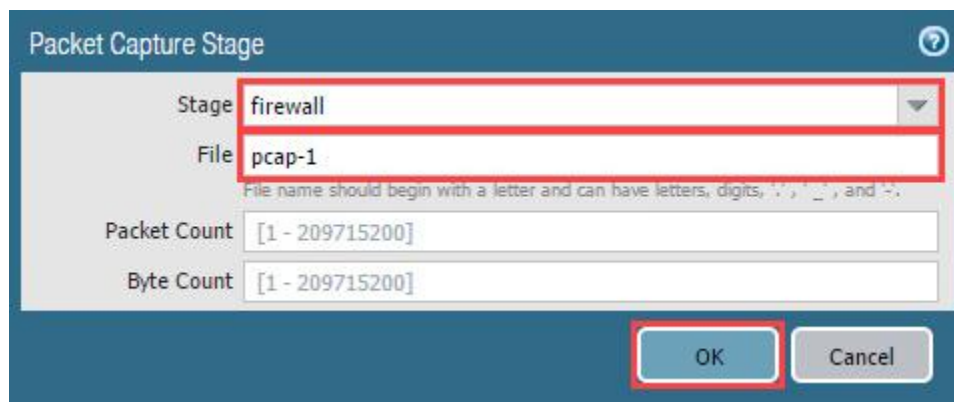 Packet Capture Stage
Stage firewall
File pcap-1
File name should begin with a letter and can have letters, digits, '.', '_', and '-'.
Packet Count [1 - 209715200]
Byte Count [1 - 209715200]
OK Cancel